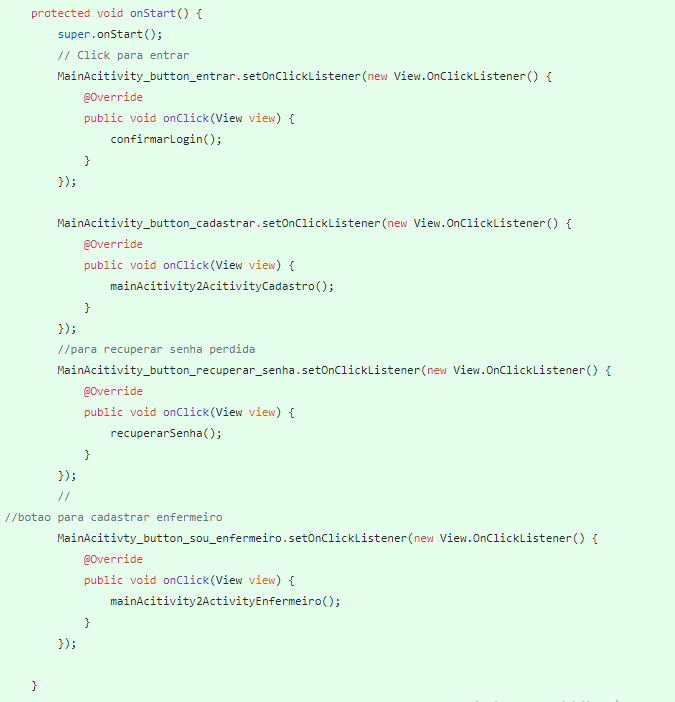 protected void onStart() {
super.onStart();
// Click para entrar
MainAcitivity_button_entrar.setOnClickListener(new View.OnClickListener() {
@Override
public void onClick(View view) {
confirmarLogin();
}
});
MainAcitivity_button_cadastrar.setOnClickListener(new View.OnClickListener() {
@Override
public void onClick(View view) {
mainAcitivity2AcitivityCadastro();
}
});
//para recuperar senha perdida
MainAcitivity_button_recuperar_senha.setOnClickListener(new View.OnClickListener() {
@Override
public void onClick(View view) {
recuperarSenha();
}
});
//
//botao para cadastrar enfermeiro
MainAcitivty_button_sou_enfermeiro.setOnClickListener(new View.OnClickListener() {
@Override
public void onClick(View view) {
mainAcitivity2ActivityEnfermeiro();
}
});
}